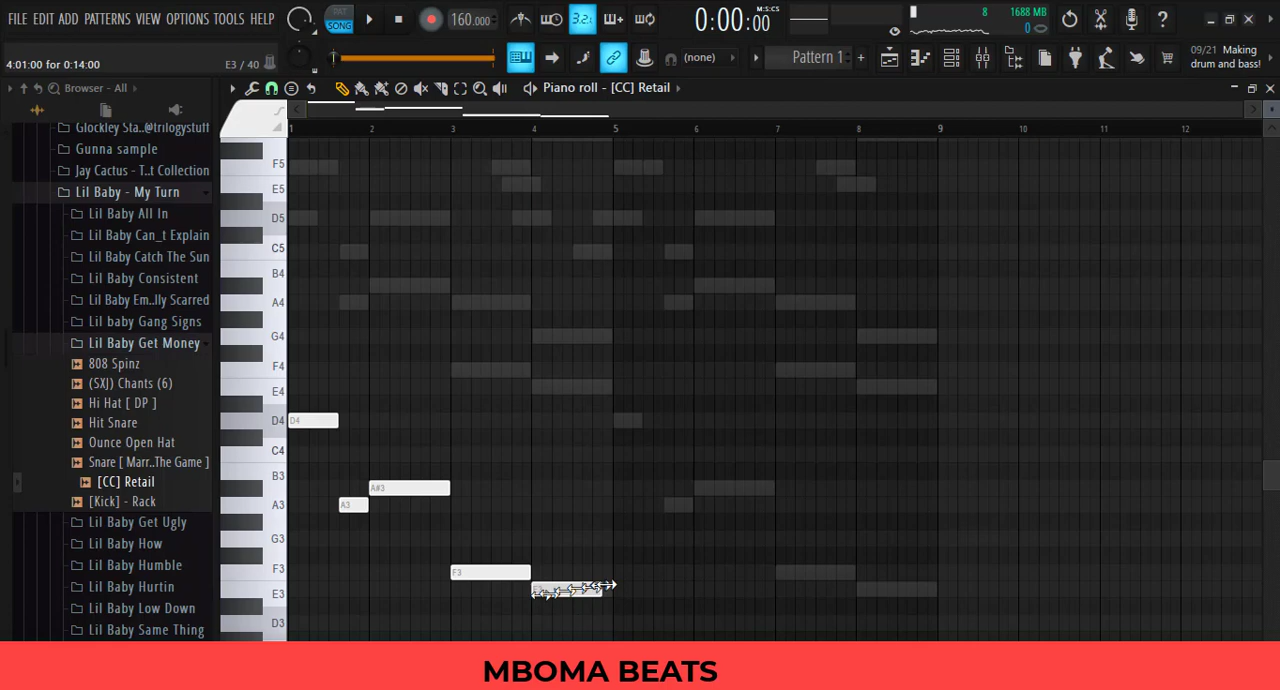 FILE EDIT ADD PATTERNS VIEW OPTIONS TOOLS HELP
PAT
SONG
160.000
3.2:
0:00:00
M:S:CS
8
1688 MB
0
4:01:00 for 0:14:00
E3 / 40
(none)
Pattern 1
09/21 Making
drum and bass!
Browser - All
Piano roll - [CC] Retail
1 2 3 4 5 6 7 8 9 10 11 12
Glockley Sta..@trilogystuff
Gunna sample
Jay Cactus - T..t Collection
Lil Baby - My Turn
Lil Baby All In
Lil Baby Can_t Explain
Lil Baby Catch The Sun
Lil Baby Consistent
Lil Baby Em..lly Scarred
Lil baby Gang Signs
Lil Baby Get Money
808 Spinz
(SXJ) Chants (6)
Hi Hat [ DP ]
Hit Snare
Ounce Open Hat
Snare [ Marr..The Game ]
[CC] Retail
[Kick] - Rack
Lil Baby Get Ugly
Lil Baby How
Lil Baby Humble
Lil Baby Hurtin
Lil Baby Low Down
Lil Baby Same Thing
F5
E5
D5
C5
B4
A4
G4
F4
E4
D4
C4
B3
A3
G3
F3
E3
D3
D4
A#3
A3
F3
MBOMA BEATS